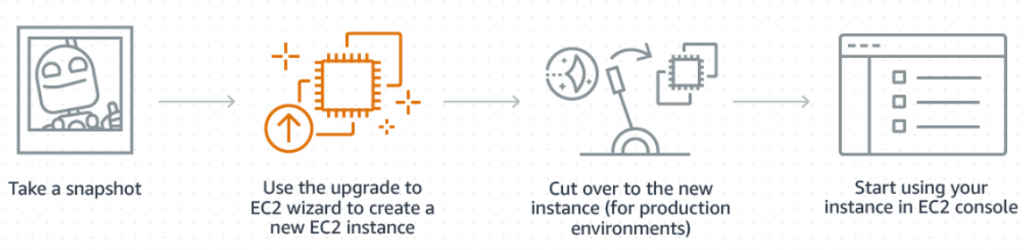 Take a snapshot
Use the upgrade to
EC2 wizard to create a
new EC2 instance
Cut over to the new
instance (for production
environments)
Start using your
instance in EC2 console